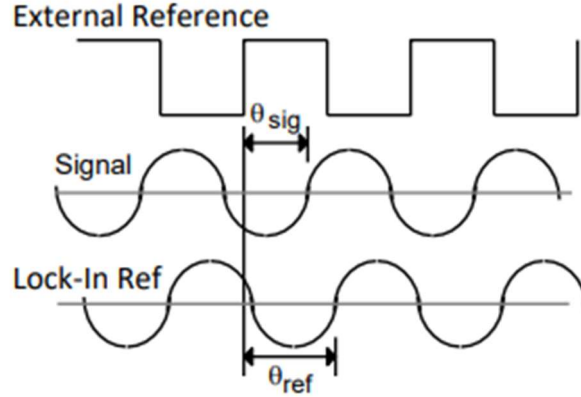 External Reference
θsig
Signal
Lock-In Ref
θref